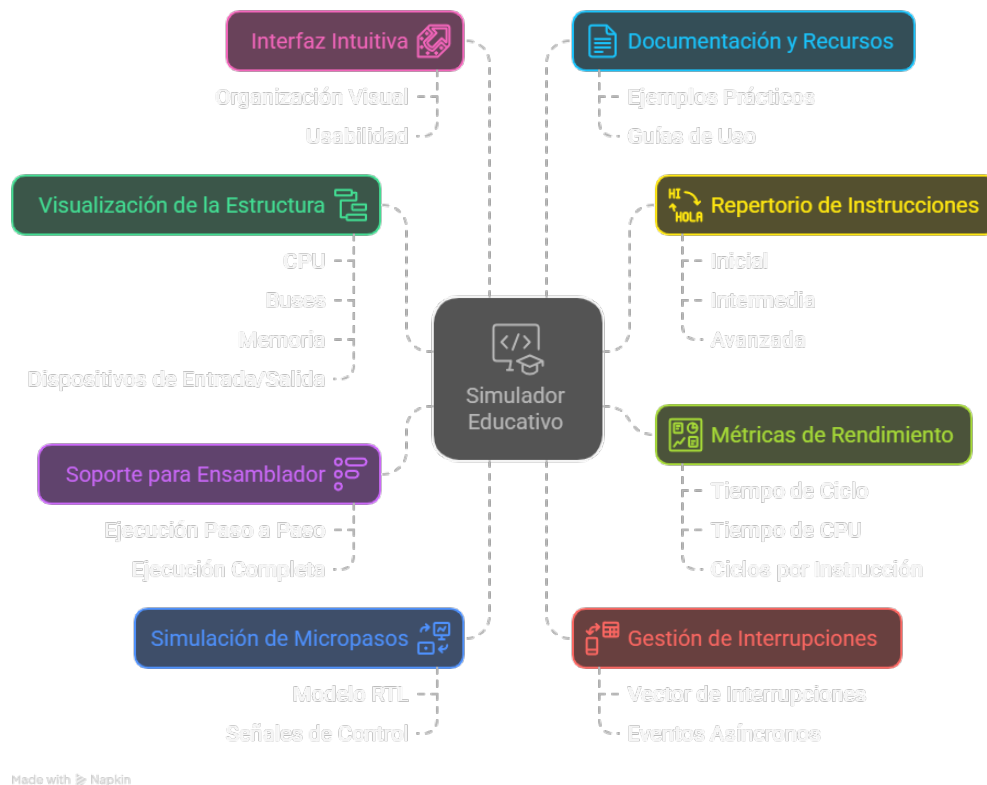 Interfaz Intuitiva
Organización Visual
Usabilidad
Documentación y Recursos
Ejemplos Prácticos
Guías de Uso
Visualización de la Estructura
CPU
Buses
Memoria
Dispositivos de Entrada/Salida
HI
HOLA
Repertorio de Instrucciones
Inicial
Intermedia
Avanzada
</>
Simulador
Educativo
Soporte para Ensamblador
Ejecución Paso a Paso
Ejecución Completa
Métricas de Rendimiento
Tiempo de Ciclo
Tiempo de CPU
Ciclos por Instrucción
Simulación de Micropasos
Modelo RTL
Señales de Control
Gestión de Interrupciones
Vector de Interrupciones
Eventos Asíncronos
Made with Napkin